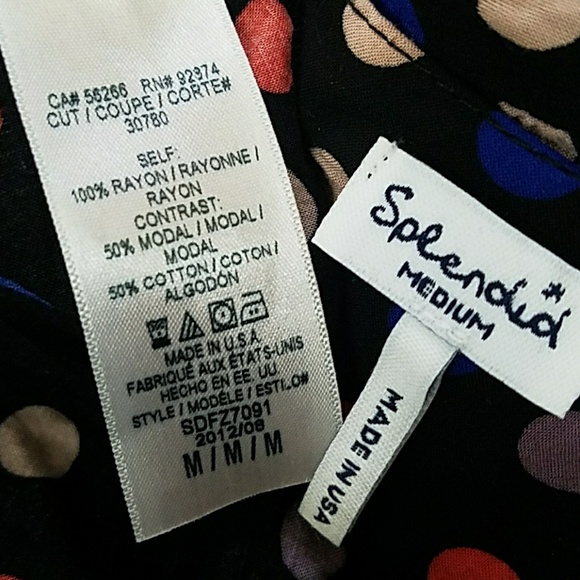 CA# 56266 RN# 92974
CUT / COUPE / CORTE#
30780
SELF:
100% RAYON / RAYONNE /
RAYON
CONTRAST:
50% MODAL / MODAL /
MODAL
50% COTTON / COTON /
ALGODÓN
MADE IN U.S.A.
FABRIQUÉ AUX ÉTATS-UNIS
HECHO EN EE. UU
STYLE / MODÈLE / ESTILO#
SDFZ7091
2012/08
M / M / M
Splendid
MEDIUM
MADE IN USA